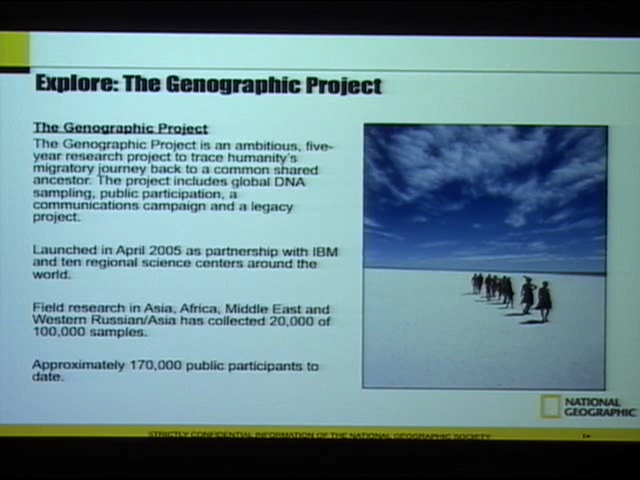 Explore: The Genographic Project
The Genographic Project
The Genographic Project is an ambitious, five-
year research project to trace humanity's
migratory journey back to a common shared
ancestor. The project includes global DNA
sampling, public participation, a
communications campaign and a legacy
project.
Launched in April 2005 as partnership with IBM
and ten regional science centers around the
world.
Field research in Asia, Africa, Middle East and
Western Russian/Asia has collected 20,000 of
100,000 samples.
Approximately 170,000 public participants to
date.
NATIONAL
GEOGRAPHIC
STRICTLY CONFIDENTIAL INFORMATION OF THE NATIONAL GEOGRAPHIC SOCIETY